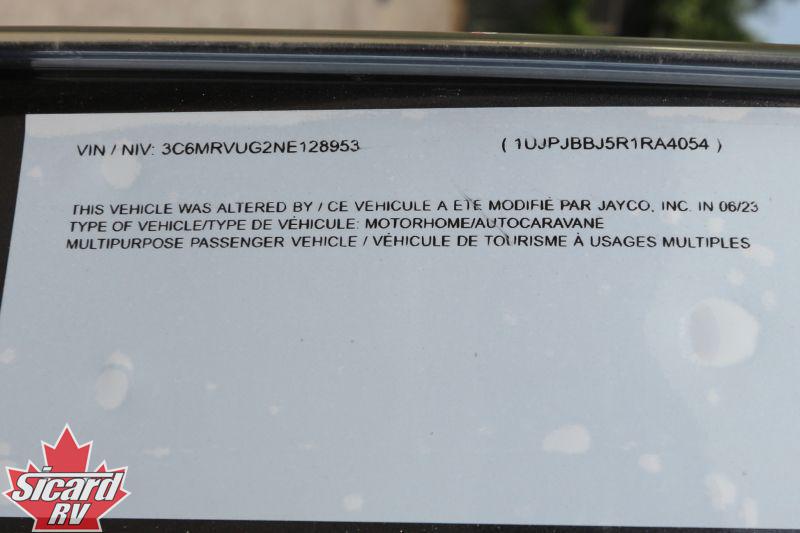 VIN / NIV: 3C6MRVUG2NE128953 ( 1UJPJBBJ5R1RA4054 )
THIS VEHICLE WAS ALTERED BY / CE VEHICULE A ETE MODIFIÉ PAR JAYCO, INC. IN 06/23
TYPE OF VEHICLE/TYPE DE VÉHICULE: MOTORHOME/AUTOCARAVANE
MULTIPURPOSE PASSENGER VEHICLE / VÉHICULE DE TOURISME À USAGES MULTIPLES
Sicard
RV